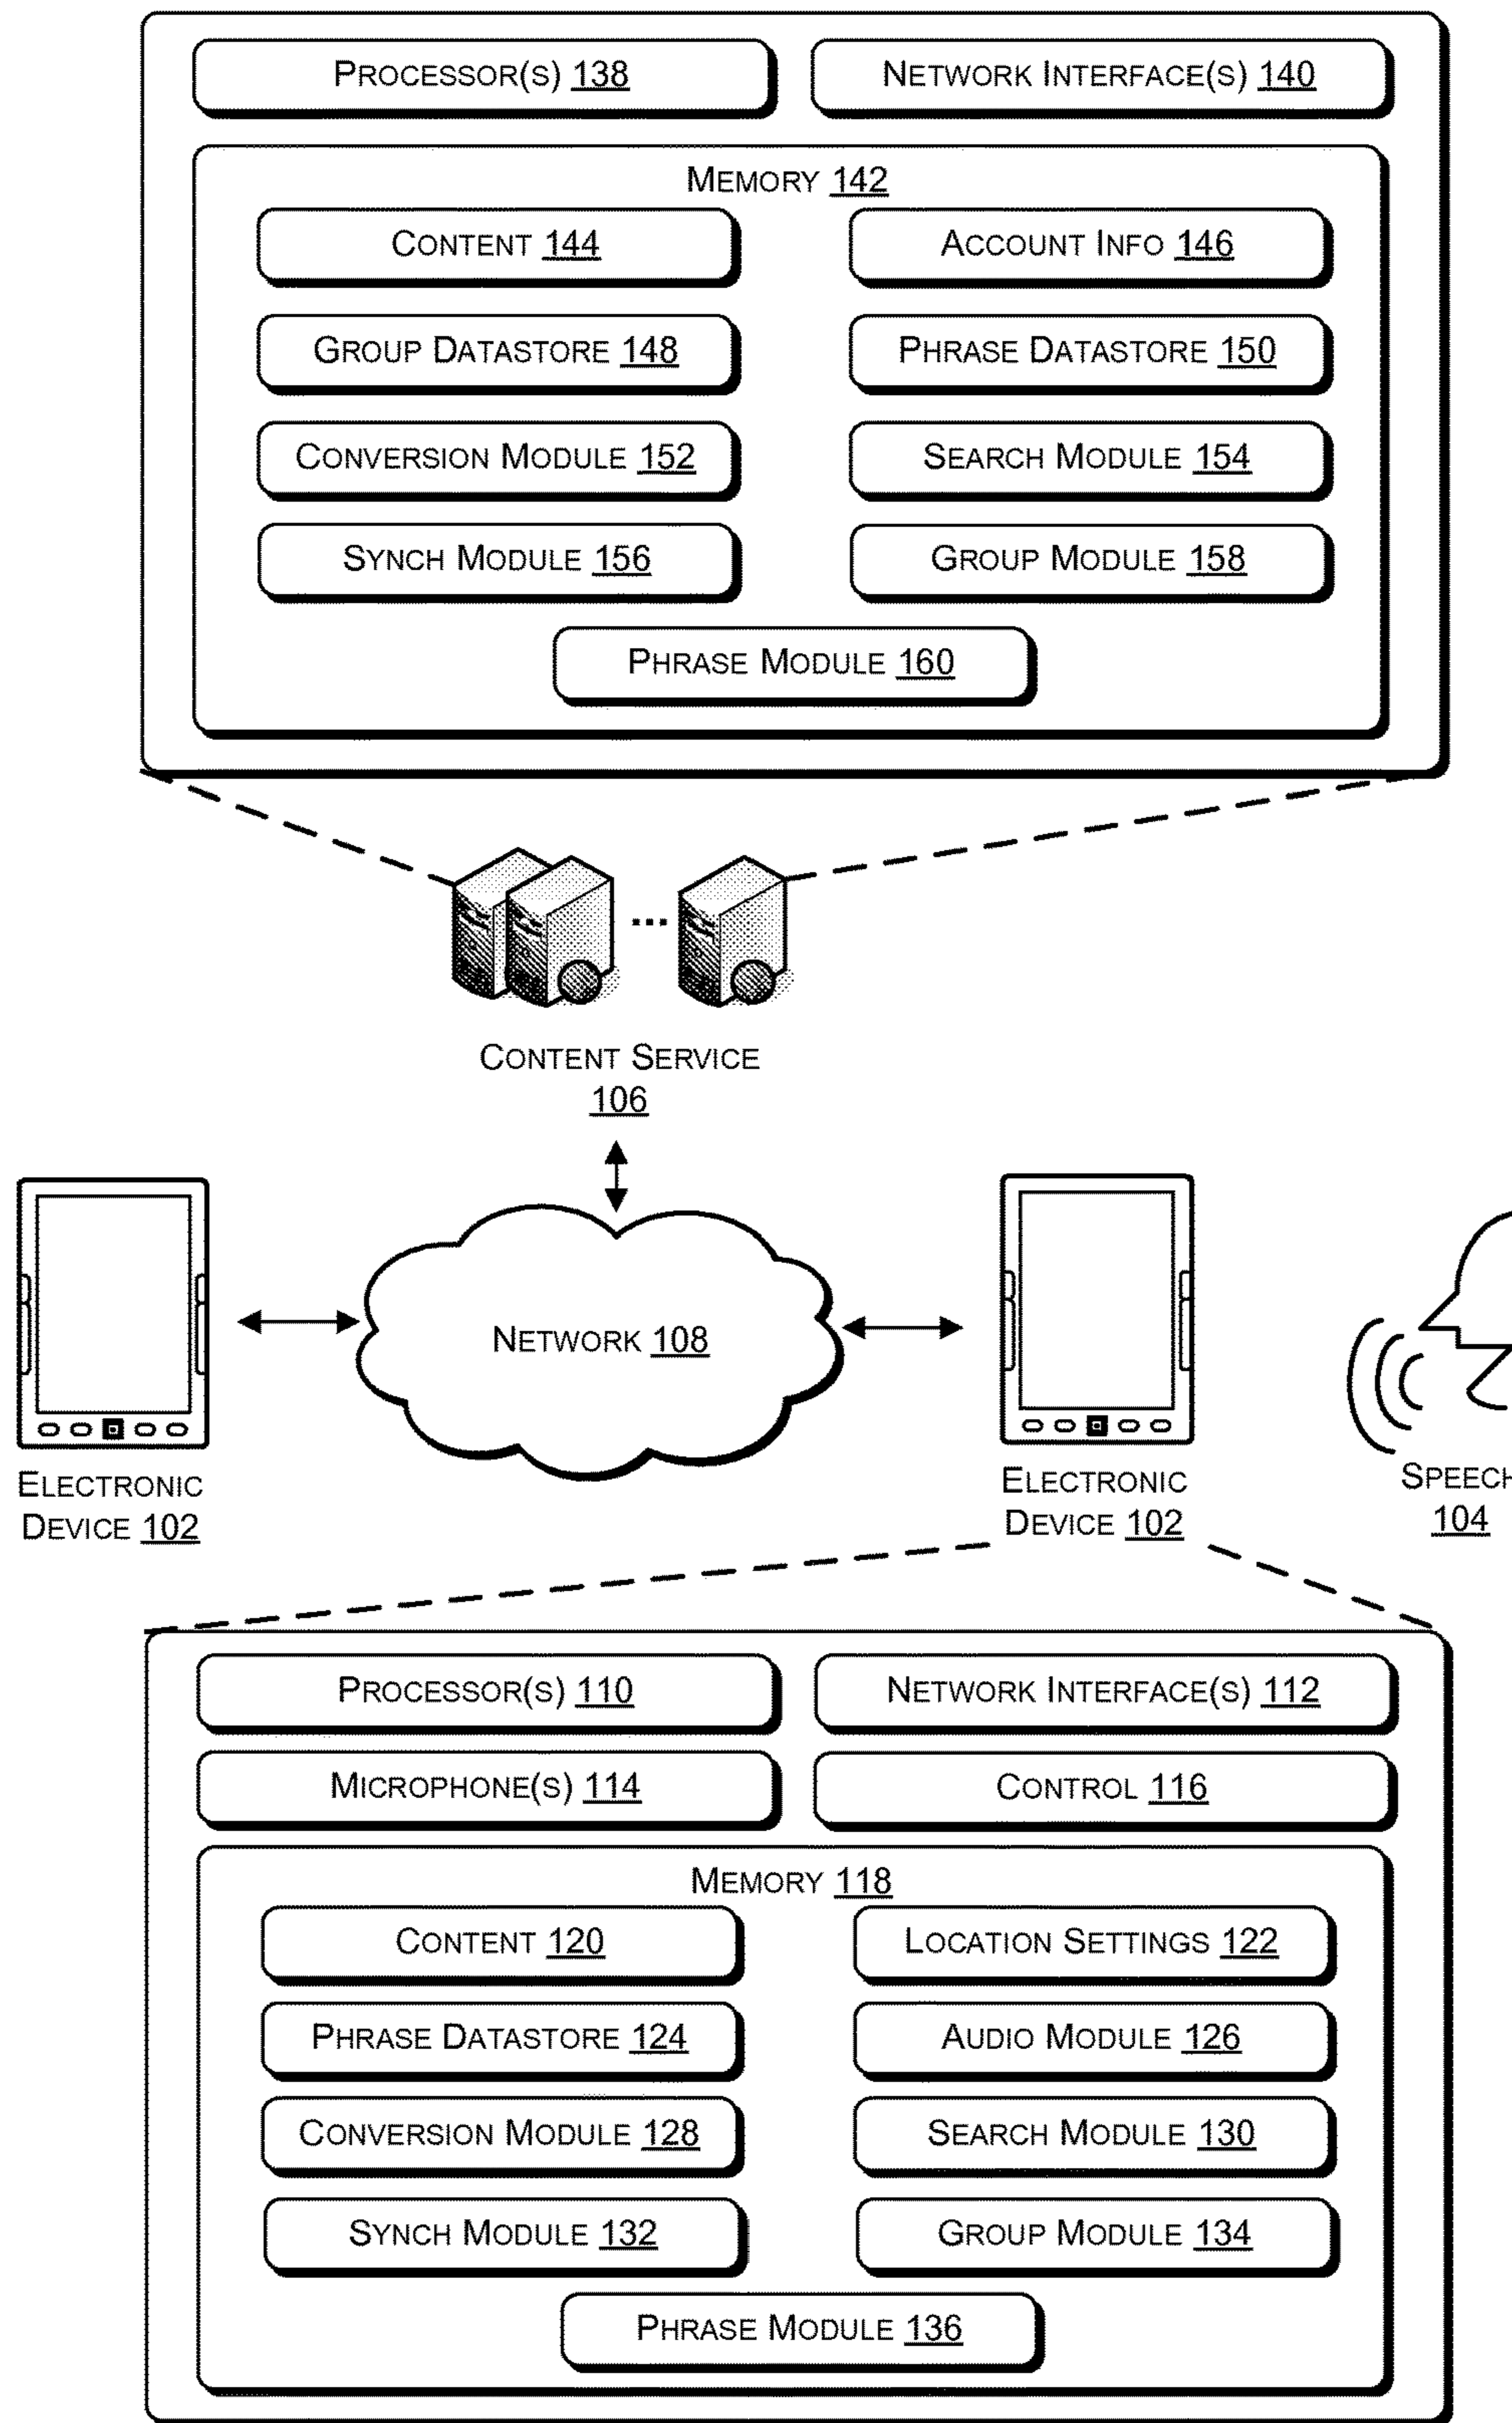 PROCESSOR(S) 138
NETWORK INTERFACE(S) 140
MEMORY 142
CONTENT 144
ACCOUNT INFO 146
GROUP DATASTORE 148
PHRASE DATASTORE 150
CONVERSION MODULE 152
SEARCH MODULE 154
SYNCH MODULE 156
GROUP MODULE 158
PHRASE MODULE 160
...
CONTENT SERVICE
106
NETWORK 108
ELECTRONIC
DEVICE 102
ELECTRONIC
DEVICE 102
SPEECH
104
PROCESSOR(S) 110
NETWORK INTERFACE(S) 112
MICROPHONE(S) 114
CONTROL 116
MEMORY 118
CONTENT 120
LOCATION SETTINGS 122
PHRASE DATASTORE 124
AUDIO MODULE 126
CONVERSION MODULE 128
SEARCH MODULE 130
SYNCH MODULE 132
GROUP MODULE 134
PHRASE MODULE 136